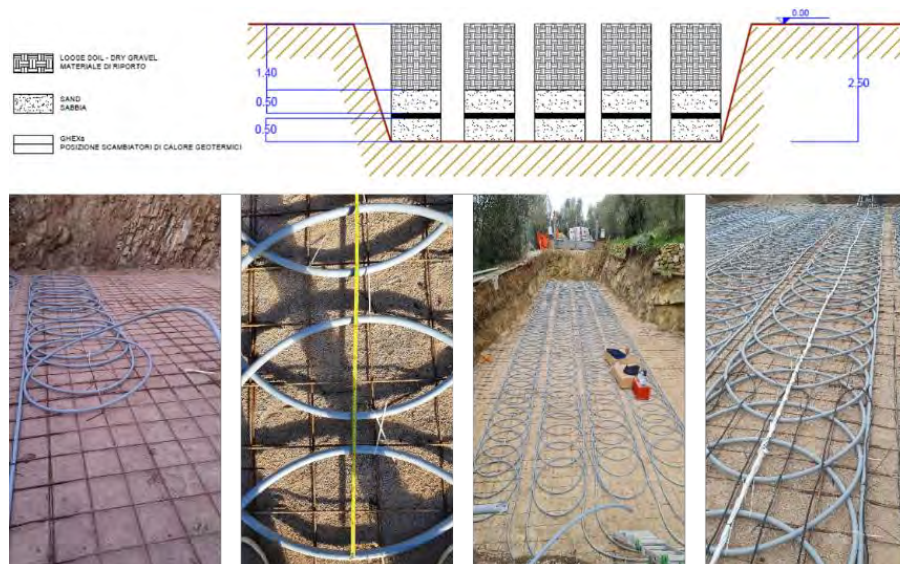 0.00
LOOSE SOIL - DRY GRAVEL
MATERIALE DI RIPORTO
1.40
2.50
SAND
SABBIA
0.50
0.50
GHEXs
POSIZIONE SCAMBIATORI DI CALORE GEOTERMICI